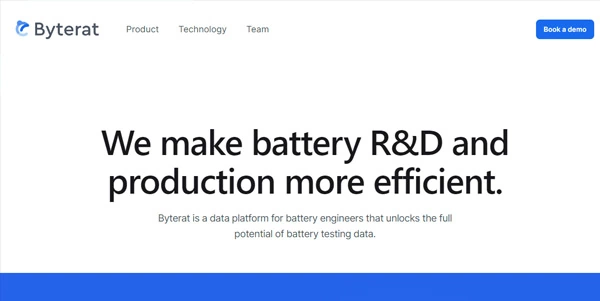 Byterat
Product
Technology
Team
Book a demo
We make battery R&D and
production more efficient.
Byterat is a data platform for battery engineers that unlocks the full
potential of battery testing data.